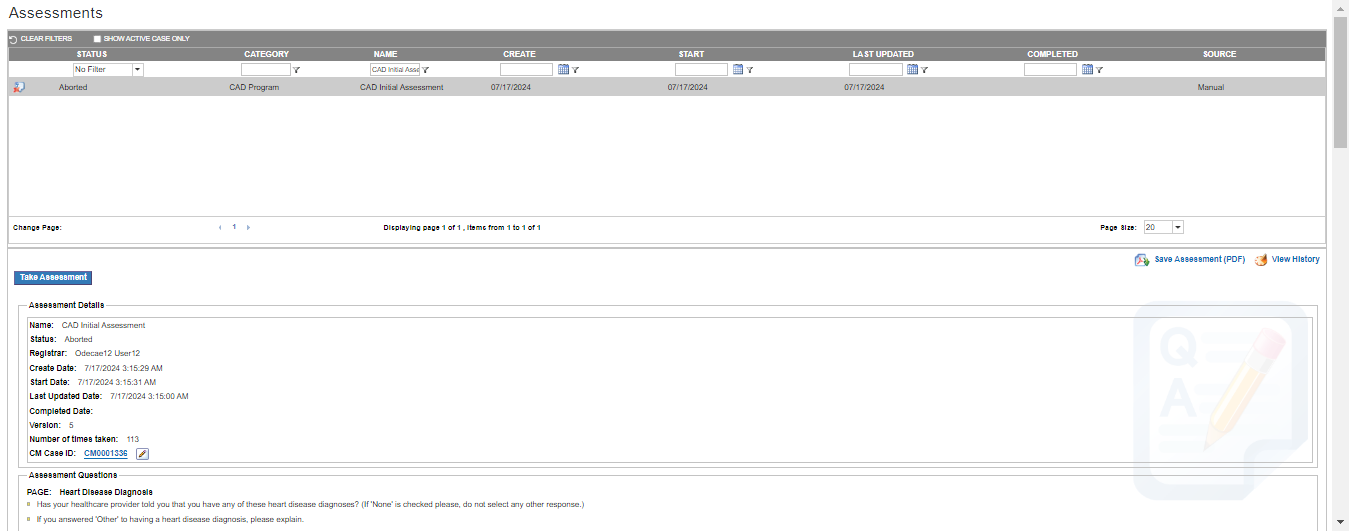 Assessments
CLEAR FILTERS SHOW ACTIVE CASE ONLY
STATUS CATEGORY NAME CREATE START LAST UPDATED COMPLETED SOURCE
No Filter CAD Initial Asse
Aborted CAD Program CAD Initial Assessment 07/17/2024 07/17/2024 07/17/2024 Manual
Change Page: 1 Displaying page 1 of 1 , items from 1 to 1 of 1 Page Size: 20
Save Assessment (PDF) View History
Take Assessment
Assessment Details
Name: CAD Initial Assessment
Status: Aborted
Registrar: Odecae12 User12
Create Date: 7/17/2024 3:15:29 AM
Start Date: 7/17/2024 3:15:31 AM
Last Updated Date: 7/17/2024 3:15:00 AM
Completed Date:
Version: 5
Number of times taken: 113
CM Case ID: CM0001336
Q
A
Assessment Questions
PAGE: Heart Disease Diagnosis
Has your healthcare provider told you that you have any of these heart disease diagnoses? (If 'None' is checked please, do not select any other response.)
If you answered 'Other' to having a heart disease diagnosis, please explain.